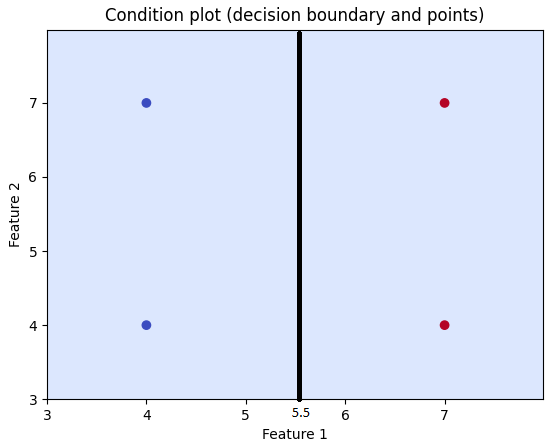 Condition plot (decision boundary and points)
Feature 2
7
6
5
4
3
3 4 5 5.5 6 7
Feature 1